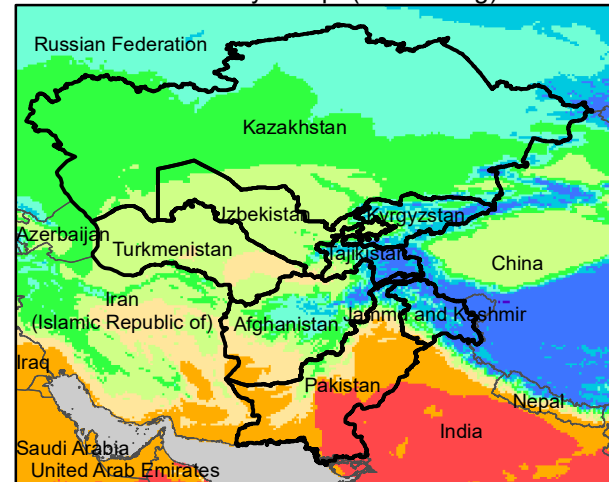 Russian Federation
Kazakhstan
Uzbekistan
Kyrgyzstan
Azerbaijan
Turkmenistan
Tajikistan
China
Iran
(Islamic Republic of)
Afghanistan
Jammu and Kashmir
Iraq
Pakistan
Nepal
India
Saudi Arabia
United Arab Emirates